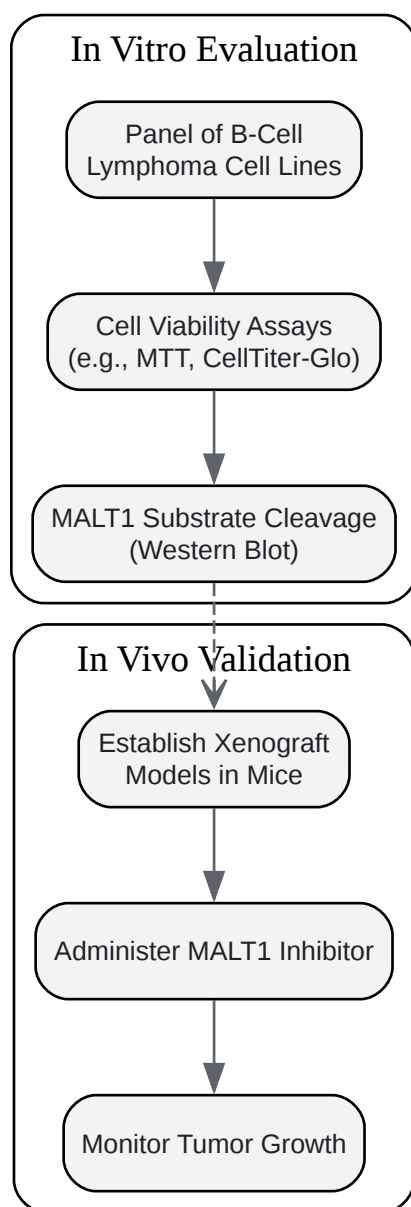 In Vitro Evaluation
Panel of B-Cell
Lymphoma Cell Lines
Cell Viability Assays
(e.g., MTT, CellTiter-Glo)
MALT1 Substrate Cleavage
(Western Blot)
In Vivo Validation
Establish Xenograft
Models in Mice
Administer MALT1 Inhibitor
Monitor Tumor Growth